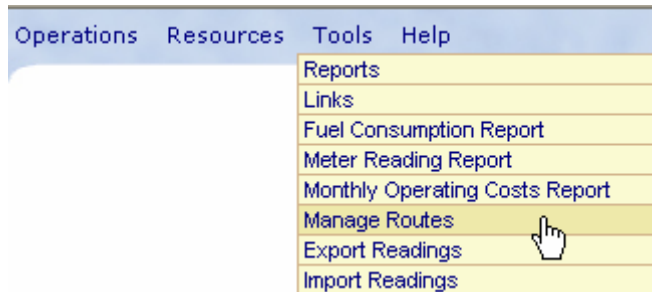 Operations Resources Tools Help
Reports
Links
Fuel Consumption Report
Meter Reading Report
Monthly Operating Costs Report
Manage Routes
Export Readings
Import Readings